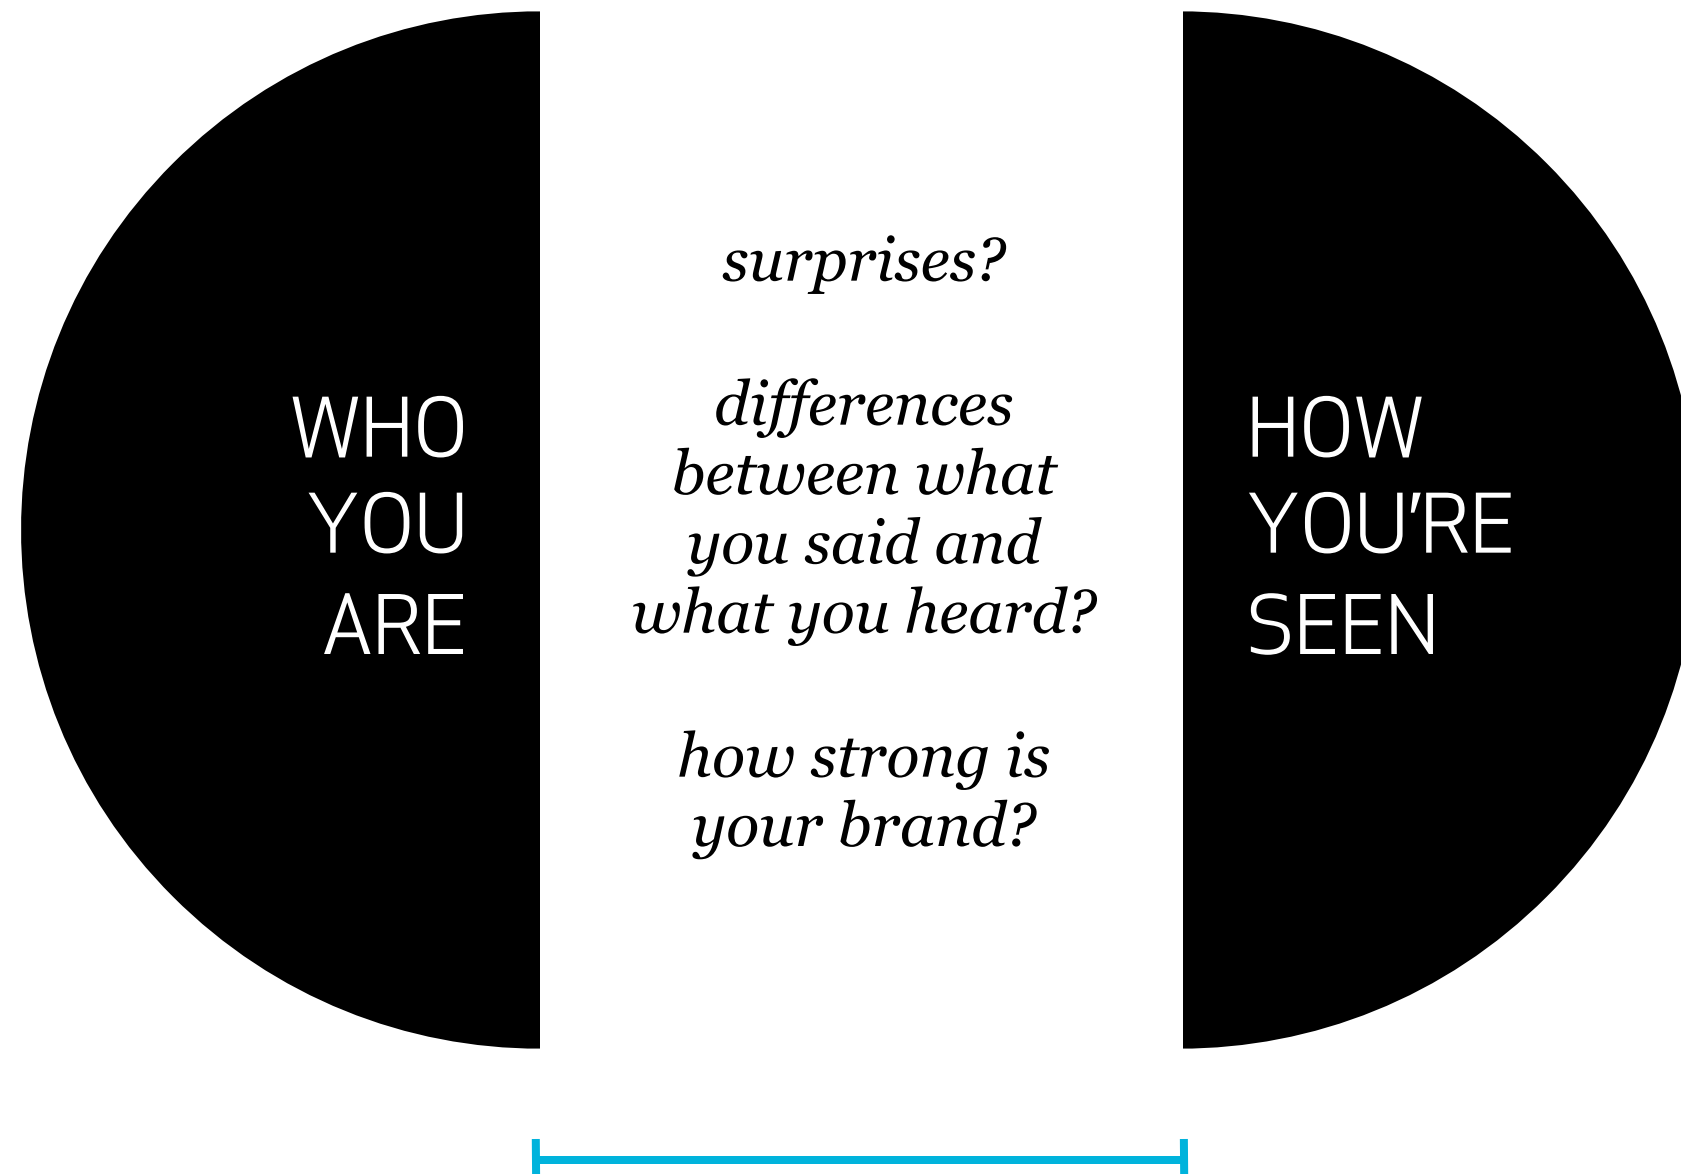 WHO
YOU
ARE
surprises?
differences
between what
you said and
what you heard?
how strong is
your brand?
HOW
YOU'RE
SEEN